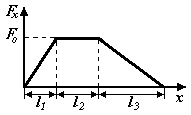 Fₓ
F₀
x
l₁ l₂ l₃